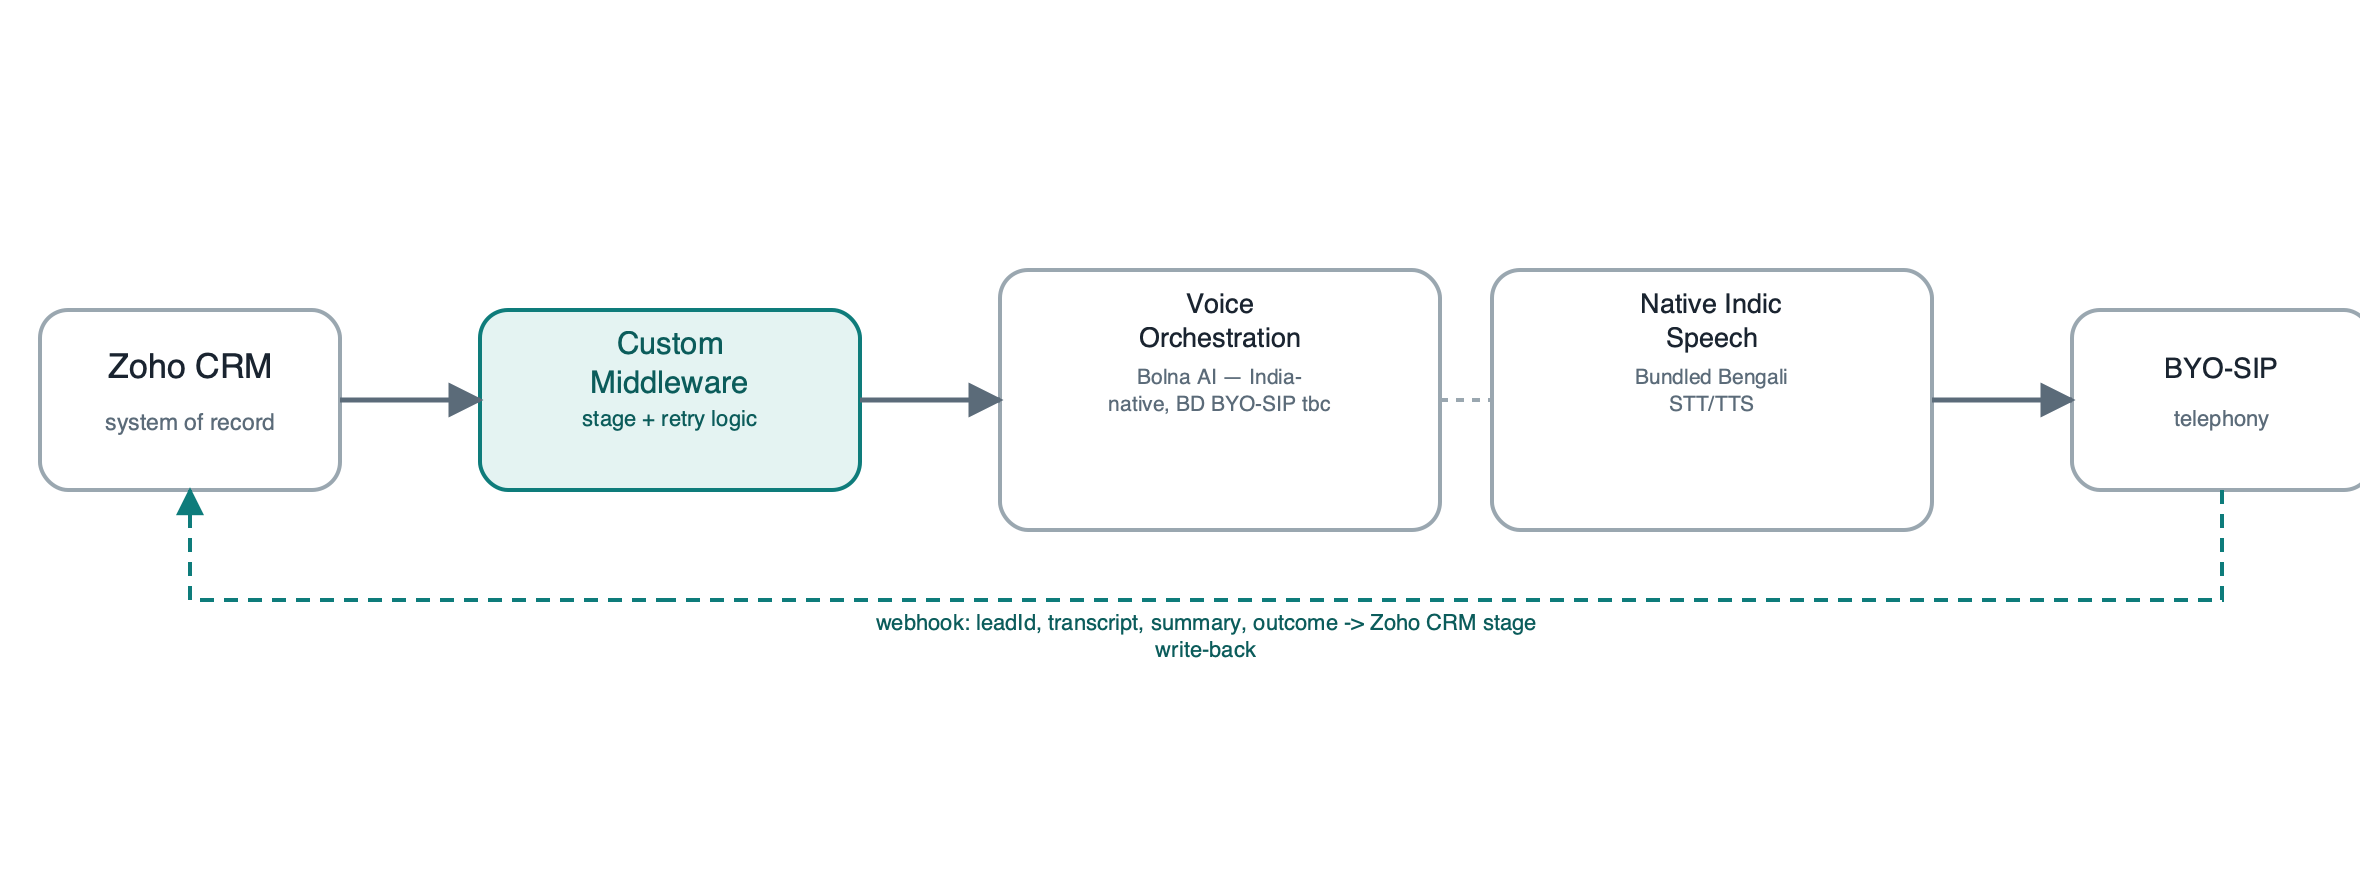 Zoho CRM
system of record
Custom
Middleware
stage + retry logic
Voice
Orchestration
Bolna AI — India-
native, BD BYO-SIP tbc
Native Indic
Speech
Bundled Bengali
STT/TTS
BYO-SIP
telephony
webhook: leadId, transcript, summary, outcome -> Zoho CRM stage
write-back